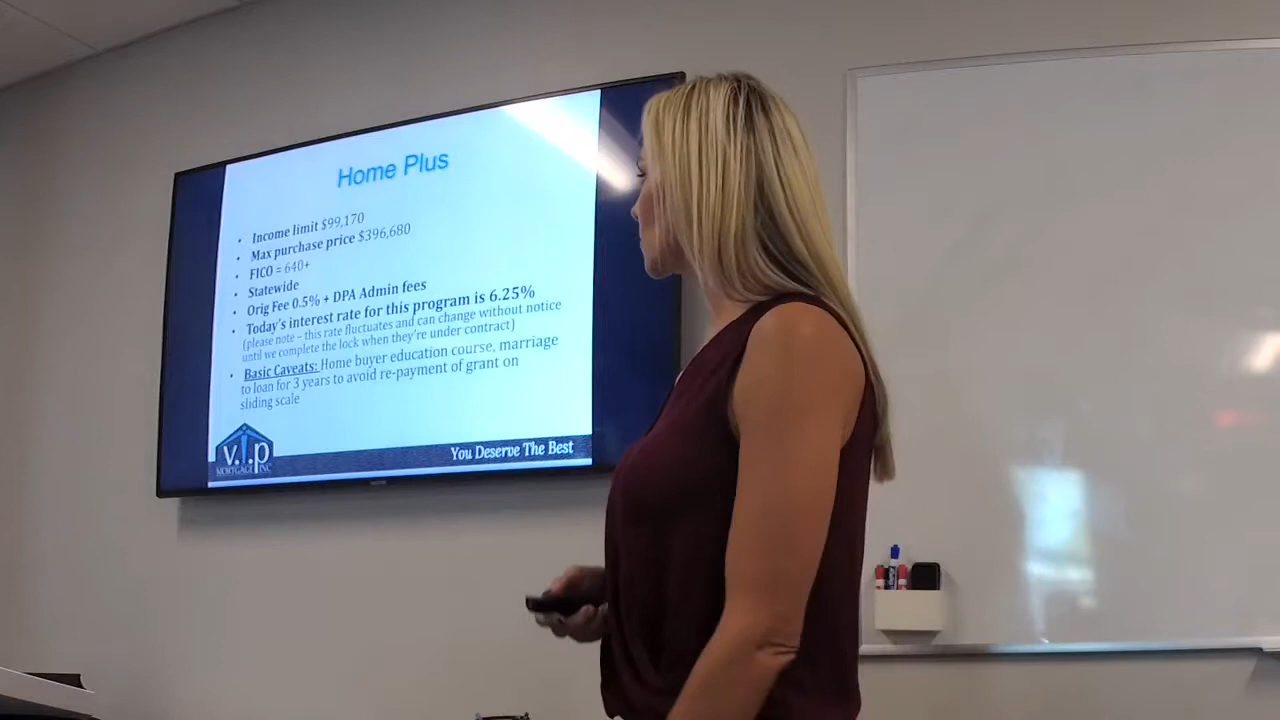 Home Plus
• Income limit $99,170
• Max purchase price $396,680
• FICO = 640+
• Statewide
• Orig Fee 0.5% + DPA Admin fees
• Today's interest rate for this program is 6.25%
(please note – this rate fluctuates and can change without notice
until we complete the lock when they're under contract)
• Basic Caveats: Home buyer education course, marriage
to loan for 3 years to avoid re-payment of grant on
sliding scale
v.i.p
MORTGAGE INC
You Deserve The Best